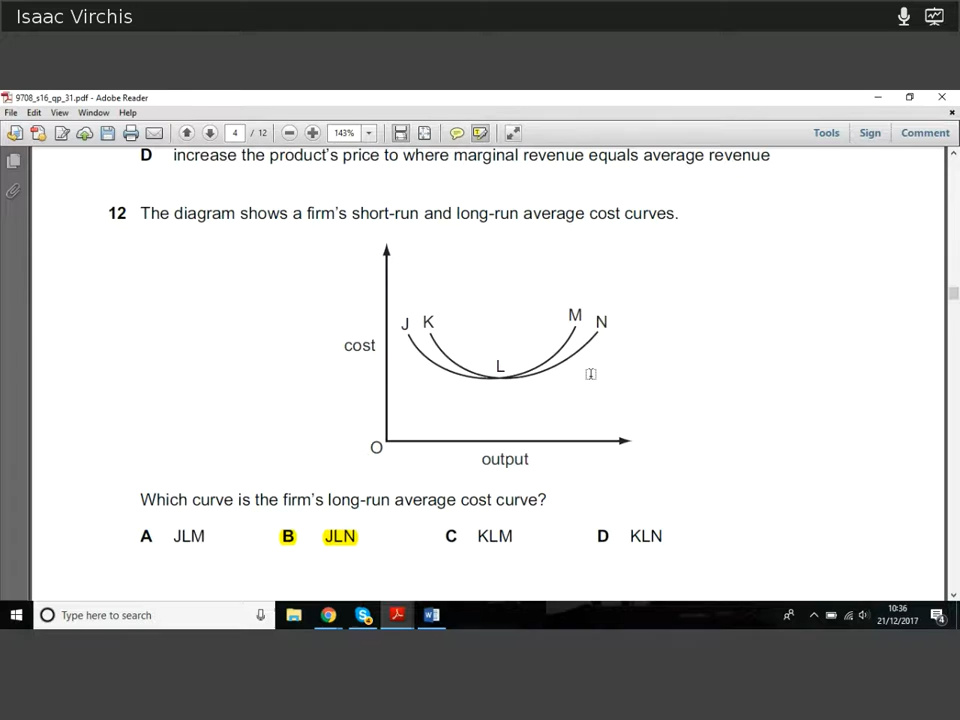 Isaac Virchis
9708_s16_qp_31.pdf - Adobe Reader
File Edit View Window Help
4 / 12 143% Tools Sign Comment
D increase the product's price to where marginal revenue equals average revenue
12 The diagram shows a firm's short-run and long-run average cost curves.
J K M N
cost
L
O
output
Which curve is the firm's long-run average cost curve?
A JLM B JLN C KLM D KLN
Type here to search
10:36
21/12/2017
4